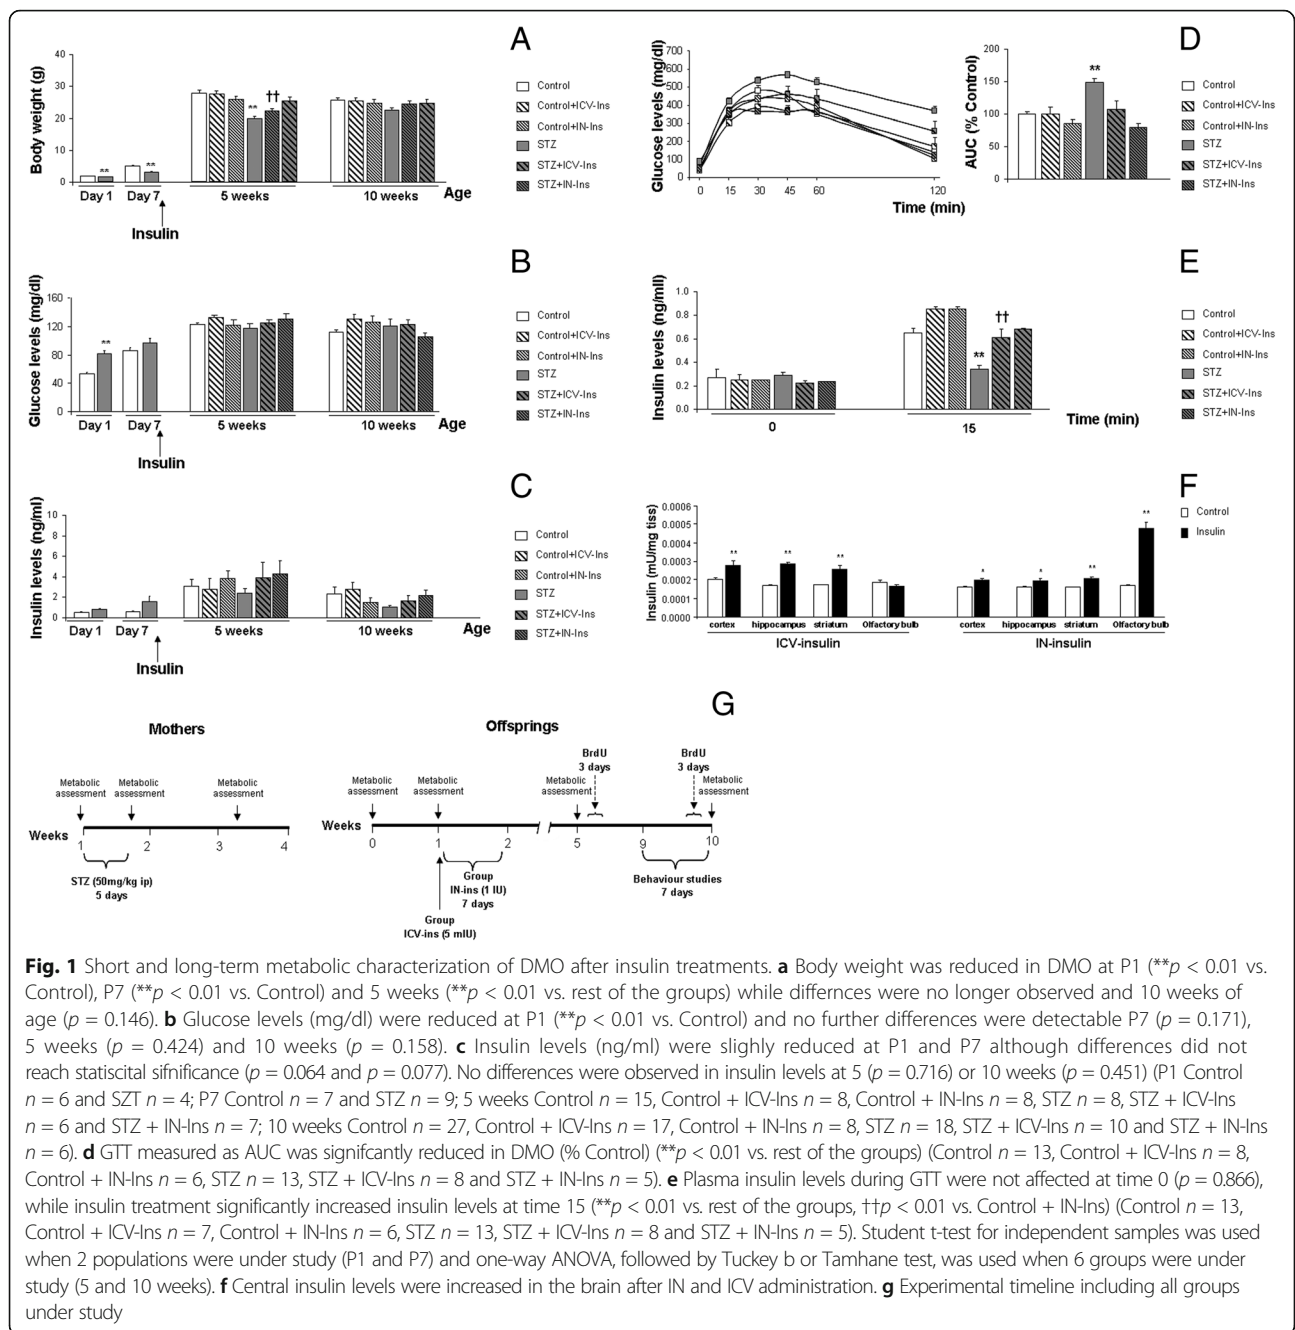 A
Body weight (g)
40
30
20
10
0
** ** ** ††
Day 1 Day 7 5 weeks 10 weeks Age
Insulin
Control
Control+ICV-Ins
Control+IN-Ins
STZ
STZ+ICV-Ins
STZ+IN-Ins
D
Glucose levels (mg/dl)
700
600
500
400
300
200
100
0
0 15 30 45 60 120
Time (min)
AUC (% Control)
200
150
100
50
0
**
Control
Control+ICV-Ins
Control+IN-Ins
STZ
STZ+ICV-Ins
STZ+IN-Ins
B
Glucose levels (mg/dl)
160
120
80
40
0
**
Day 1 Day 7 5 weeks 10 weeks Age
Insulin
Control
Control+ICV-Ins
Control+IN-Ins
STZ
STZ+ICV-Ins
STZ+IN-Ins
E
Insulin levels (ng/mll)
1.0
0.8
0.6
0.4
0.2
0.0
** ††
0 15 Time (min)
Control
Control+ICV-Ins
Control+IN-Ins
STZ
STZ+ICV-Ins
STZ+IN-Ins
C
Insulin levels (ng/ml)
10
8
6
4
2
0
Day 1 Day 7 5 weeks 10 weeks Age
Insulin
Control
Control+ICV-Ins
Control+IN-Ins
STZ
STZ+ICV-Ins
STZ+IN-Ins
F
Insulin (mU/mg tiss)
0.0006
0.0005
0.0004
0.0003
0.0002
0.0001
0.0000
** ** ** * * ** **
cortex hippocampus striatum Olfactory bulb cortex hippocampus striatum Olfactory bulb
ICV-insulin IN-insulin
Control
Insulin
G
Mothers
Metabolic assessment Metabolic assessment Metabolic assessment
Weeks
1 2 3 4
STZ (50mg/kg ip)
5 days
Offsprings
BrdU
3 days
BrdU
3 days
Metabolic assessment Metabolic assessment Metabolic assessment Metabolic assessment
Weeks
0 1 2 5 9 10
Group
IN-ins (1 IU)
7 days
Group
ICV-ins (5 mIU)
Behaviour studies
7 days
Fig. 1 Short and long-term metabolic characterization of DMO after insulin treatments. a Body weight was reduced in DMO at P1 (**p < 0.01 vs.
Control), P7 (**p < 0.01 vs. Control) and 5 weeks (**p < 0.01 vs. rest of the groups) while differnces were no longer observed and 10 weeks of
age (p = 0.146). b Glucose levels (mg/dl) were reduced at P1 (**p < 0.01 vs. Control) and no further differences were detectable P7 (p = 0.171),
5 weeks (p = 0.424) and 10 weeks (p = 0.158). c Insulin levels (ng/ml) were slighly reduced at P1 and P7 although differences did not
reach statiscital sifnificance (p = 0.064 and p = 0.077). No differences were observed in insulin levels at 5 (p = 0.716) or 10 weeks (p = 0.451) (P1 Control
n = 6 and SZT n = 4; P7 Control n = 7 and STZ n = 9; 5 weeks Control n = 15, Control + ICV-Ins n = 8, Control + IN-Ins n = 8, STZ n = 8, STZ + ICV-Ins
n = 6 and STZ + IN-Ins n = 7; 10 weeks Control n = 27, Control + ICV-Ins n = 17, Control + IN-Ins n = 8, STZ n = 18, STZ + ICV-Ins n = 10 and STZ + IN-Ins
n = 6). d GTT measured as AUC was signifcantly reduced in DMO (% Control) (**p < 0.01 vs. rest of the groups) (Control n = 13, Control + ICV-Ins n = 8,
Control + IN-Ins n = 6, STZ n = 13, STZ + ICV-Ins n = 8 and STZ + IN-Ins n = 5). e Plasma insulin levels during GTT were not affected at time 0 (p = 0.866),
while insulin treatment significantly increased insulin levels at time 15 (**p < 0.01 vs. rest of the groups, ††p < 0.01 vs. Control + IN-Ins) (Control n = 13,
Control + ICV-Ins n = 7, Control + IN-Ins n = 6, STZ n = 13, STZ + ICV-Ins n = 8 and STZ + IN-Ins n = 5). Student t-test for independent samples was used
when 2 populations were under study (P1 and P7) and one-way ANOVA, followed by Tuckey b or Tamhane test, was used when 6 groups were under
study (5 and 10 weeks). f Central insulin levels were increased in the brain after IN and ICV administration. g Experimental timeline including all groups
under study